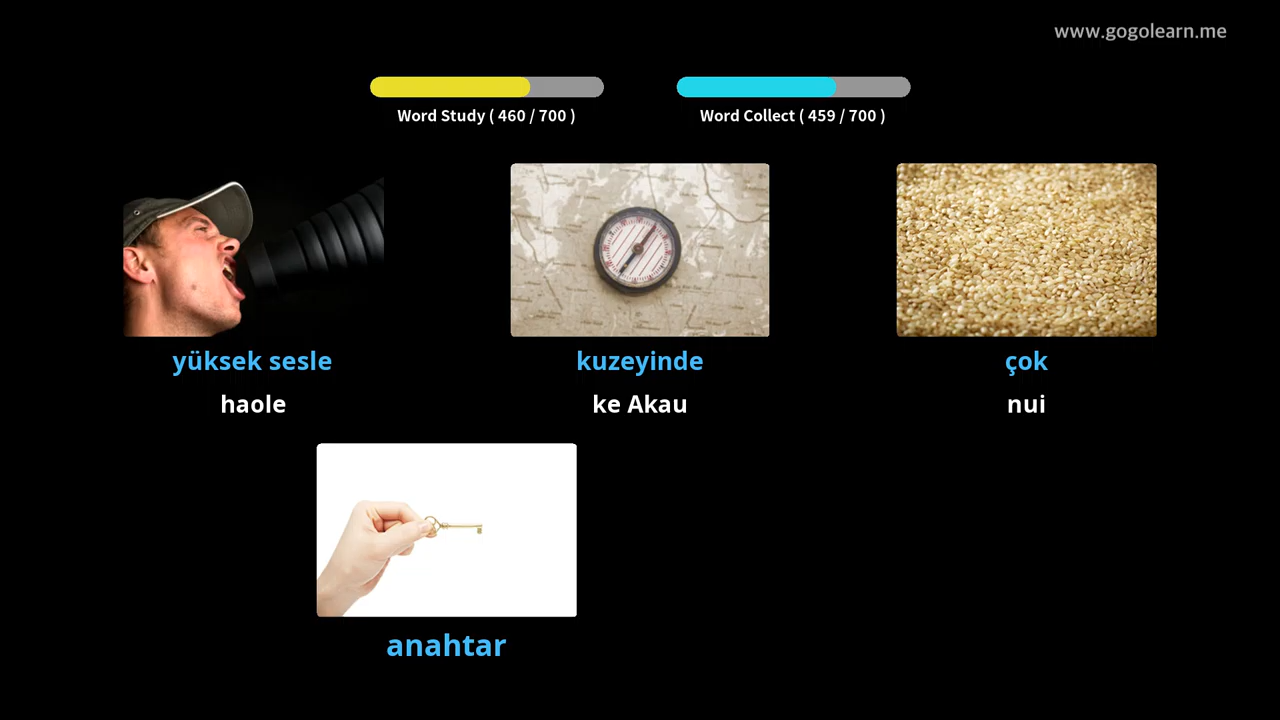 www.gogolearn.me
Word Study ( 460 / 700 )
Word Collect ( 459 / 700 )
yüksek sesle
haole
kuzeyinde
ke Akau
çok
nui
anahtar